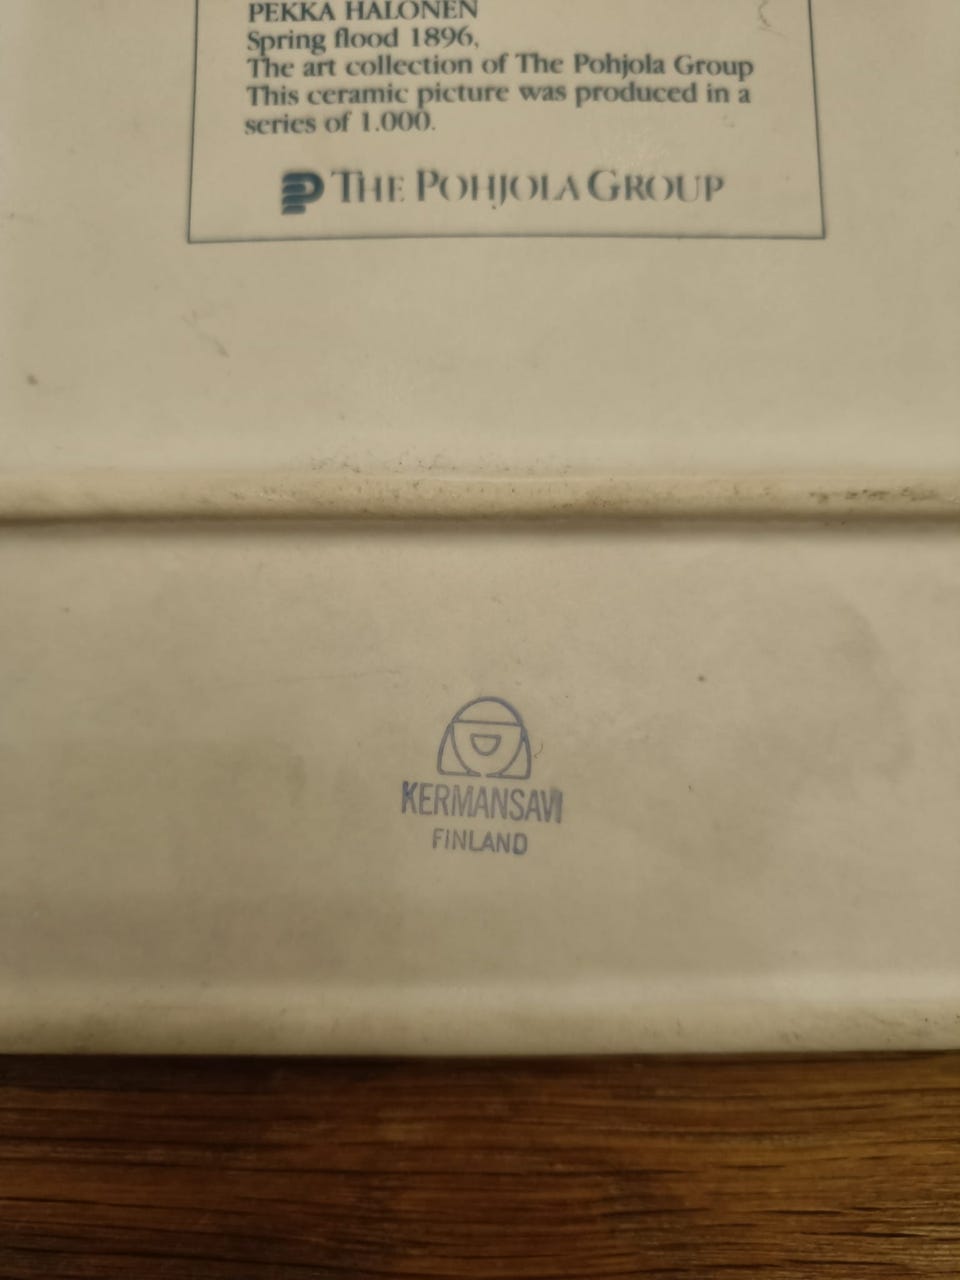 PEKKA HALONEN
Spring flood 1896,
The art collection of The Pohjola Group
This ceramic picture was produced in a
series of 1.000.
THE POHJOLA GROUP
KERMANSAVI
FINLAND